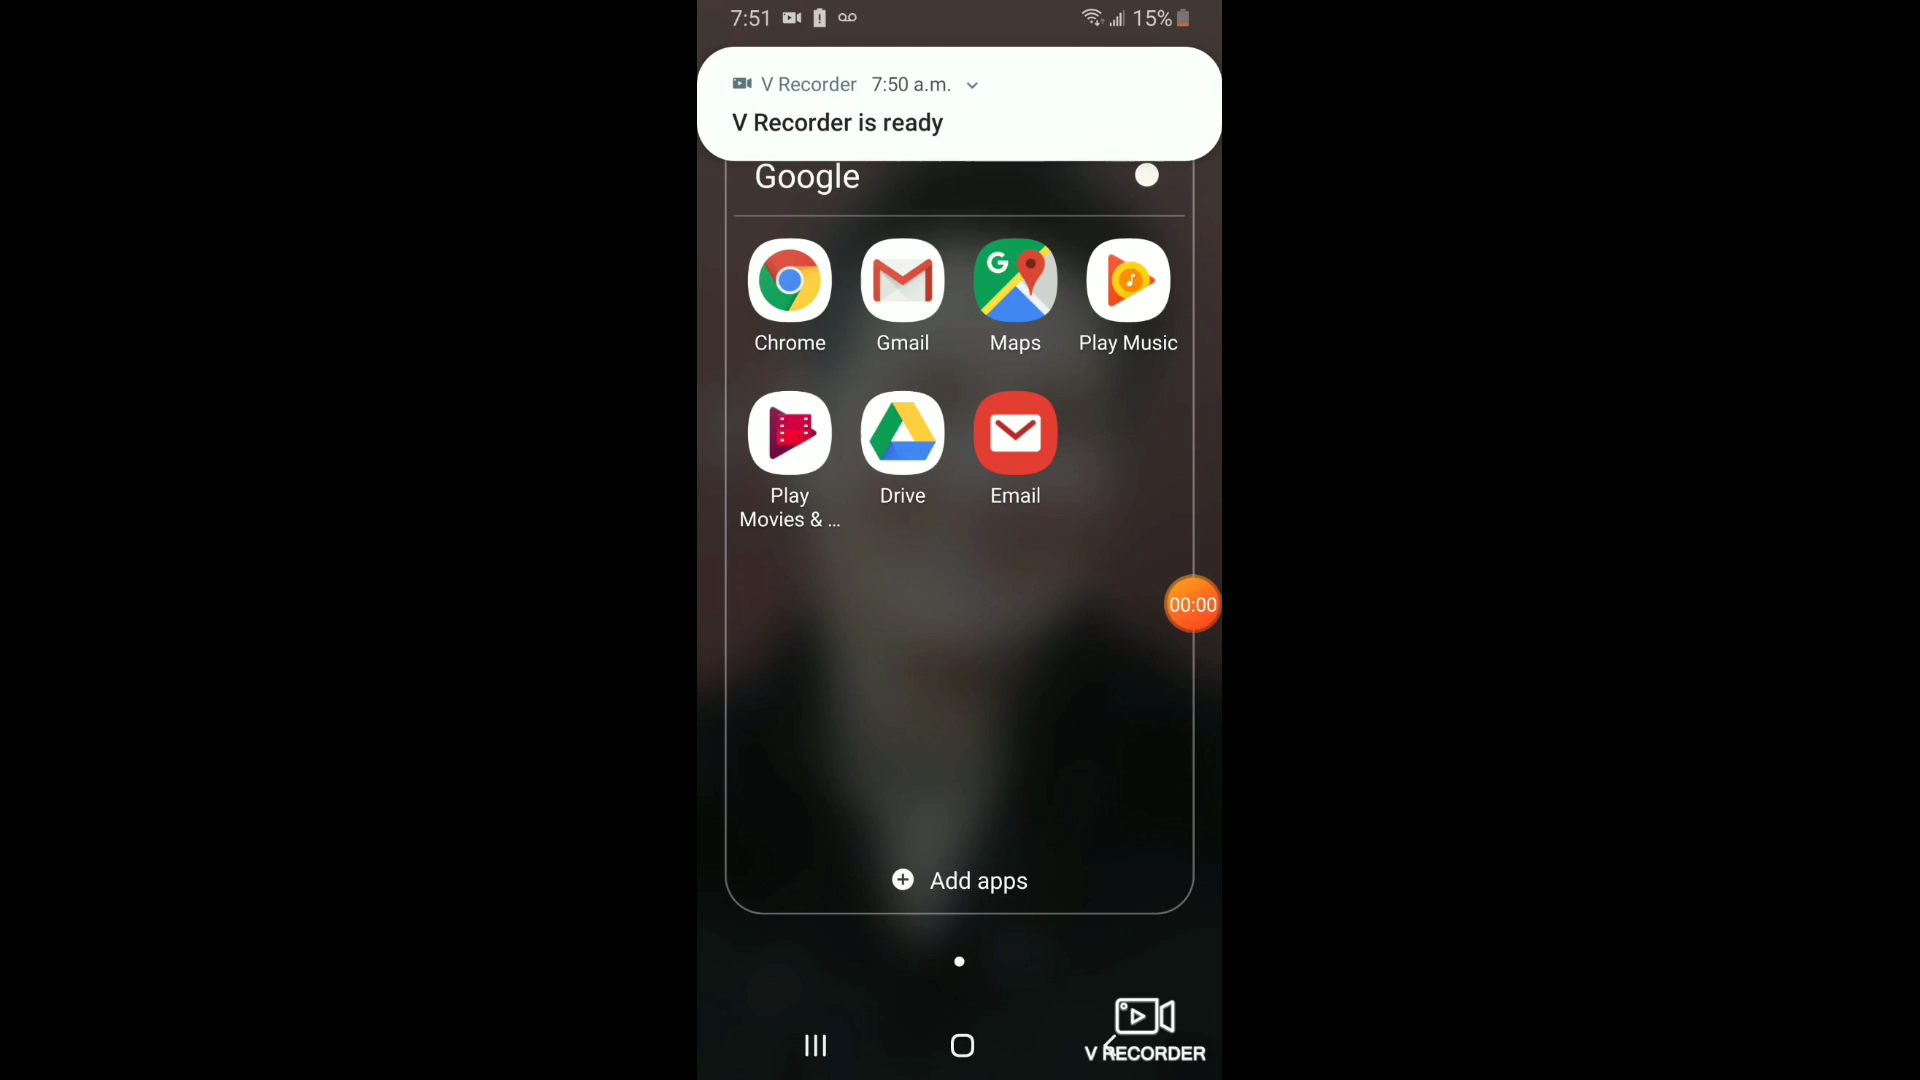 7:51
15%
V Recorder 7:50 a.m.
V Recorder is ready
Google
Chrome
Gmail
Maps
Play Music
Play
Movies & ...
Drive
Email
00:00
Add apps
V RECORDER